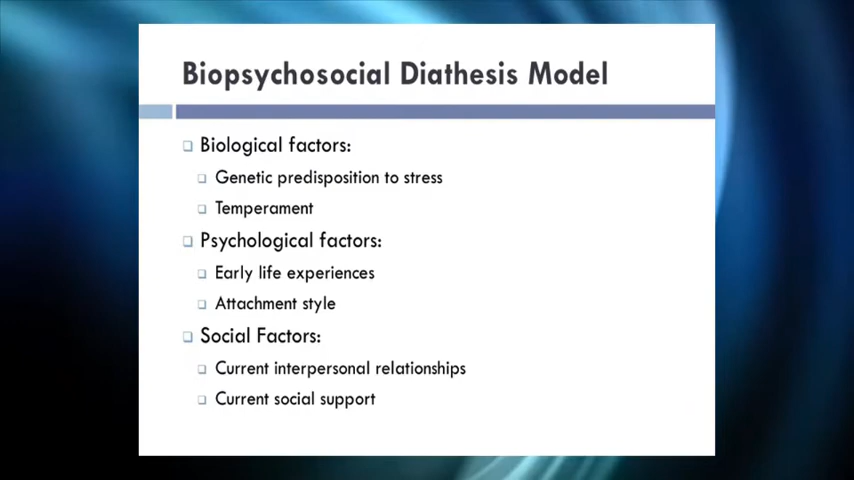 Biopsychosocial Diathesis Model
Biological factors:
Genetic predisposition to stress
Temperament
Psychological factors:
Early life experiences
Attachment style
Social Factors:
Current interpersonal relationships
Current social support